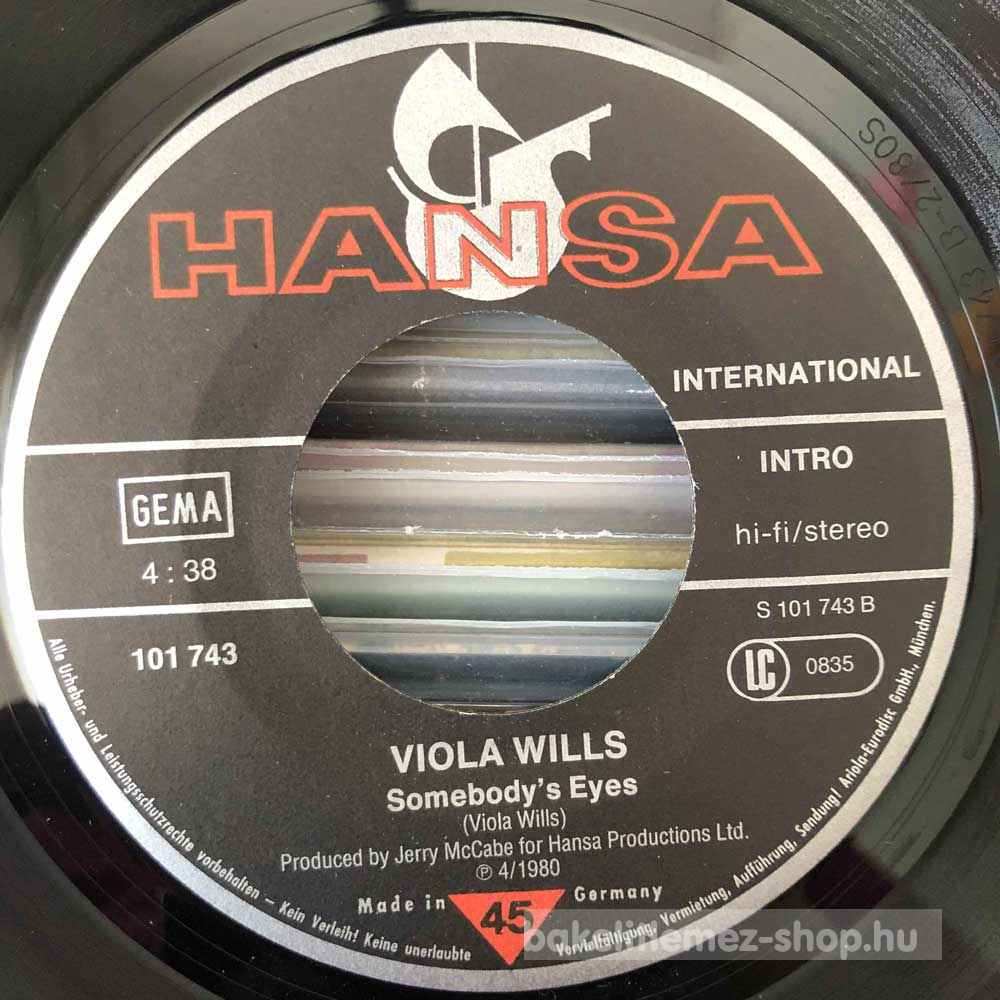 HANSA
INTERNATIONAL
INTRO
GEMA
hi-fi/stereo
4 : 38
S 101 743 B
101 743
LC 0835
VIOLA WILLS
Somebody's Eyes
(Viola Wills)
Produced by Jerry McCabe for Hansa Productions Ltd.
℗ 4/1980
Made in 45 Germany
Alle Urheber- und Leistungsschutzrechte vorbehalten – Kein Verleih! Keine unerlaubte Vervielfältigung, Vermietung, Aufführung, Sendung! Ariola-Eurodisc GmbH., München.
B-2/80S
bakelitlemez-shop.hu